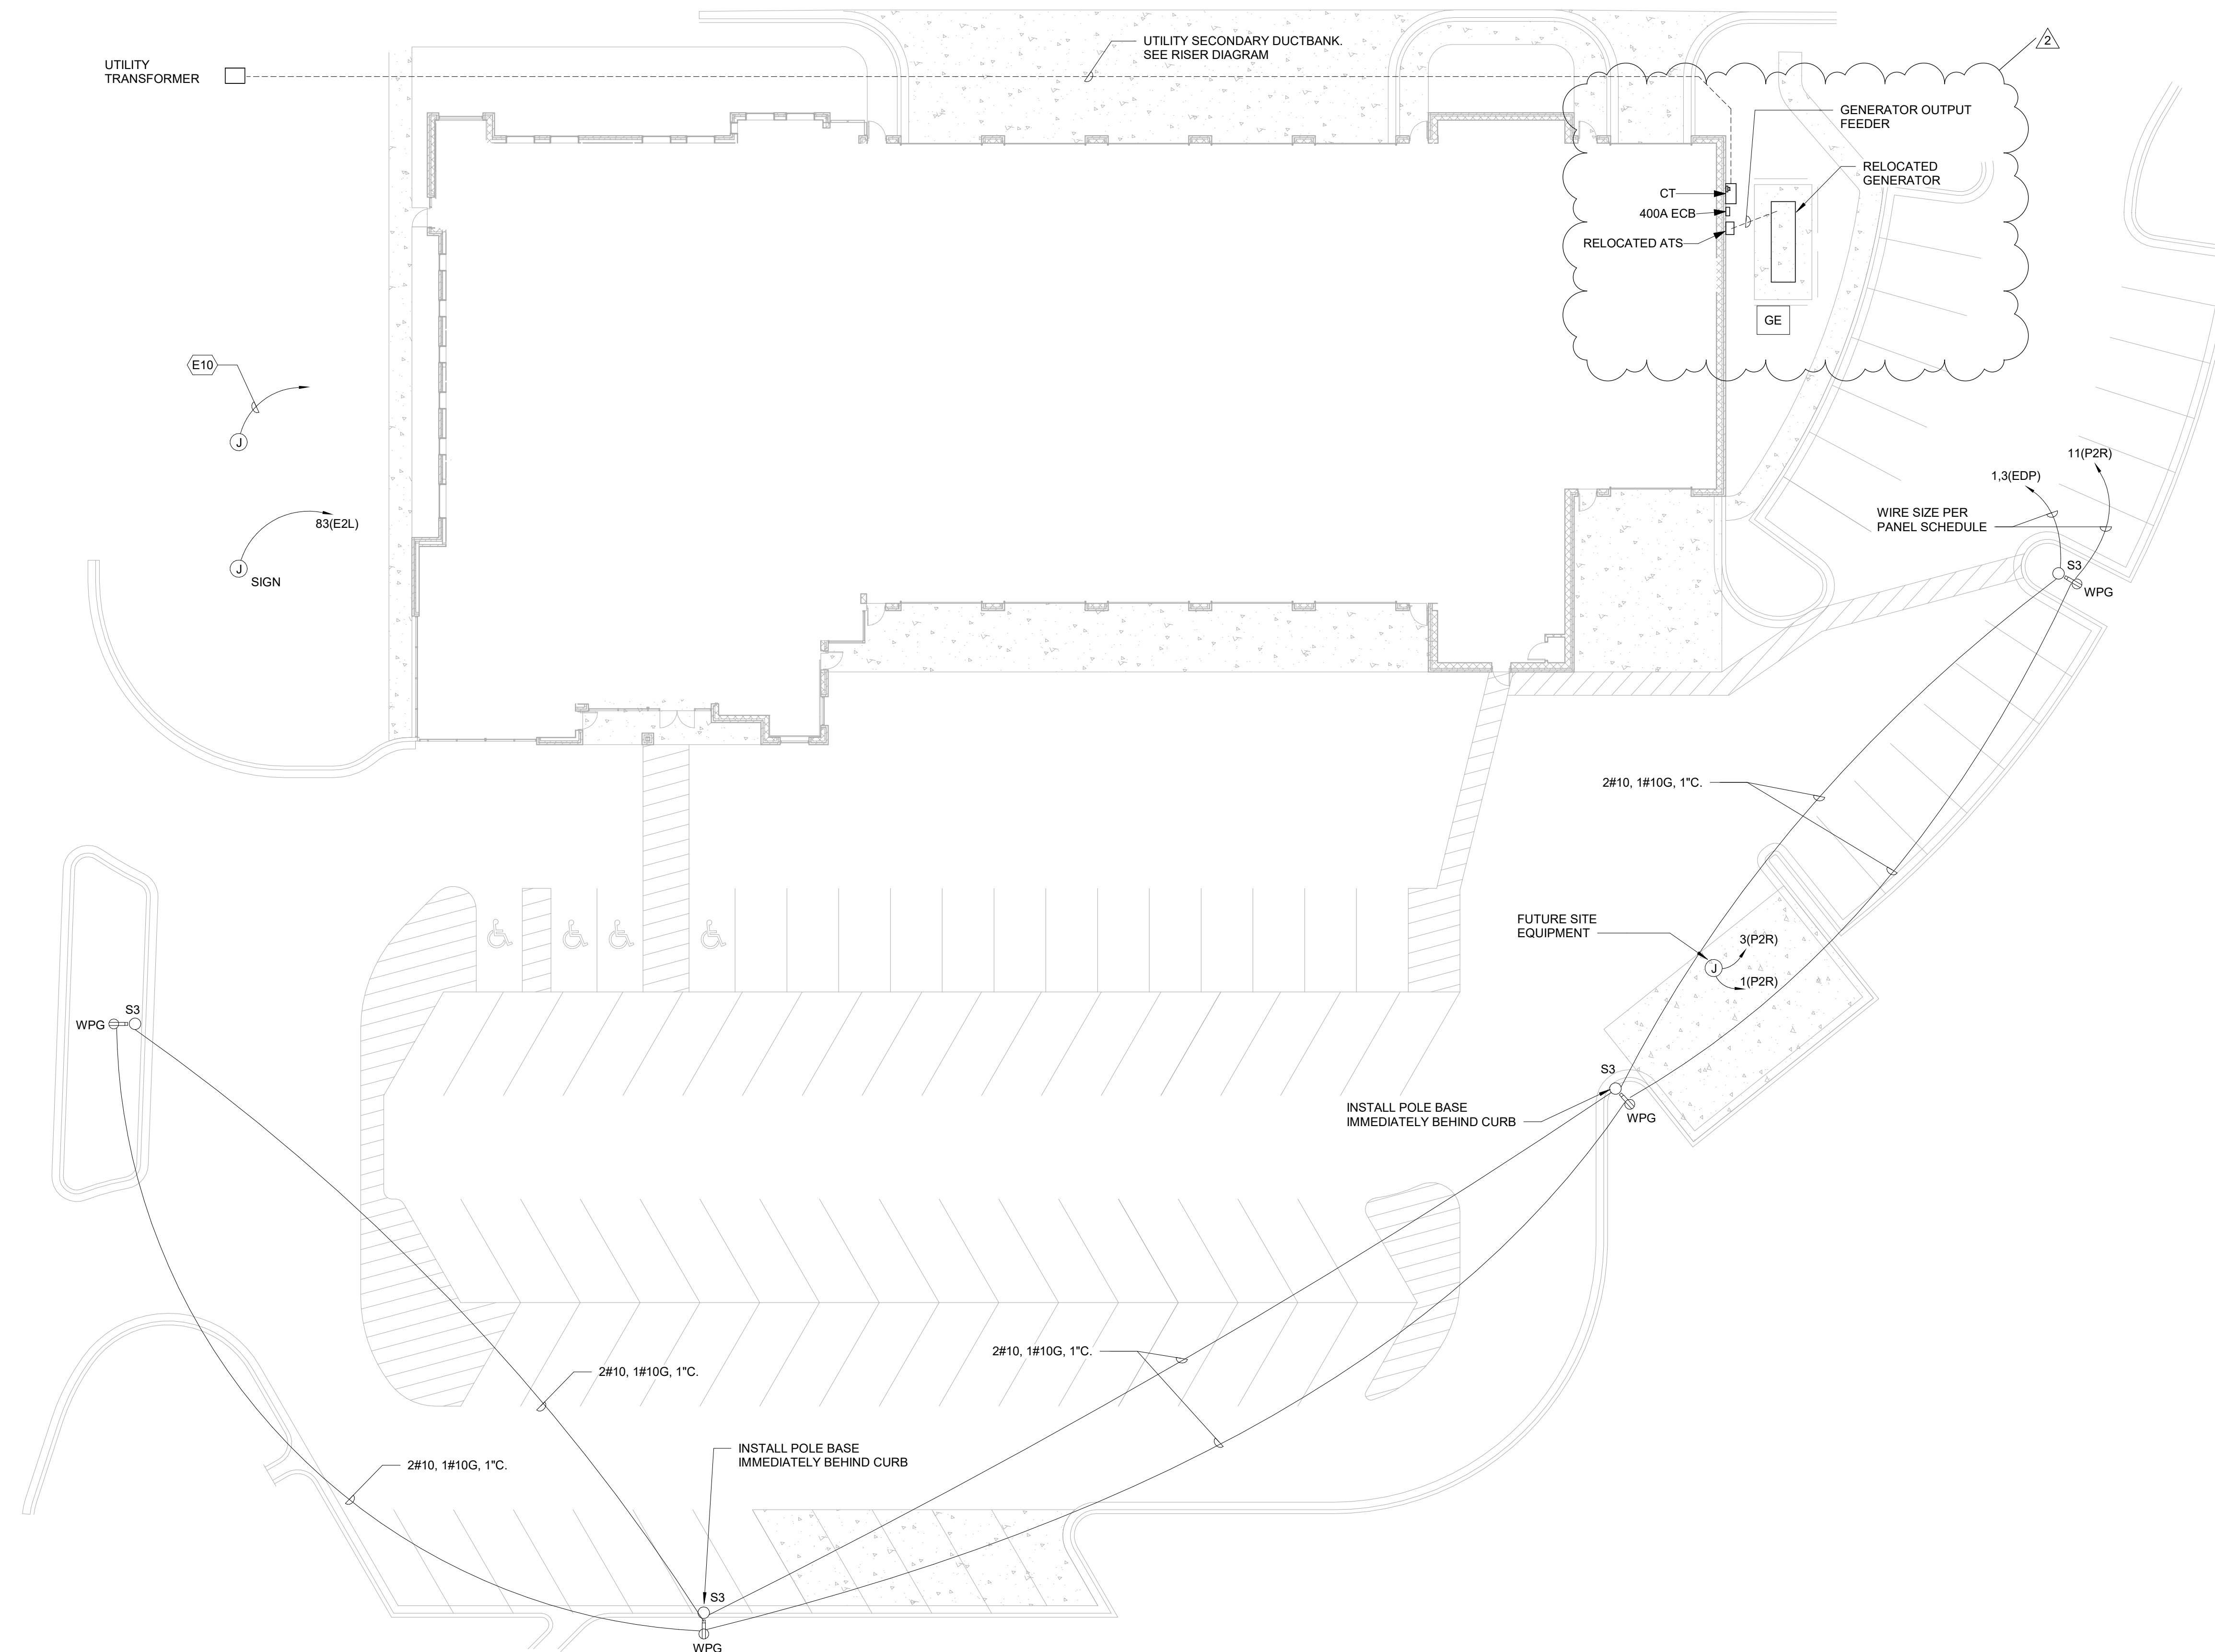 UTILITY
TRANSFORMER
UTILITY SECONDARY DUCTBANK.
SEE RISER DIAGRAM
2
GENERATOR OUTPUT
FEEDER
RELOCATED
GENERATOR
CT
400A ECB
RELOCATED ATS
GE
E10
J
83(E2L)
J
SIGN
11(P2R)
1,3(EDP)
WIRE SIZE PER
PANEL SCHEDULE
S3
WPG
2#10, 1#10G, 1"C.
FUTURE SITE
EQUIPMENT
3(P2R)
J
1(P2R)
S3
WPG
S3
INSTALL POLE BASE
IMMEDIATELY BEHIND CURB
WPG
2#10, 1#10G, 1"C.
2#10, 1#10G, 1"C.
INSTALL POLE BASE
IMMEDIATELY BEHIND CURB
2#10, 1#10G, 1"C.
S3
WPG